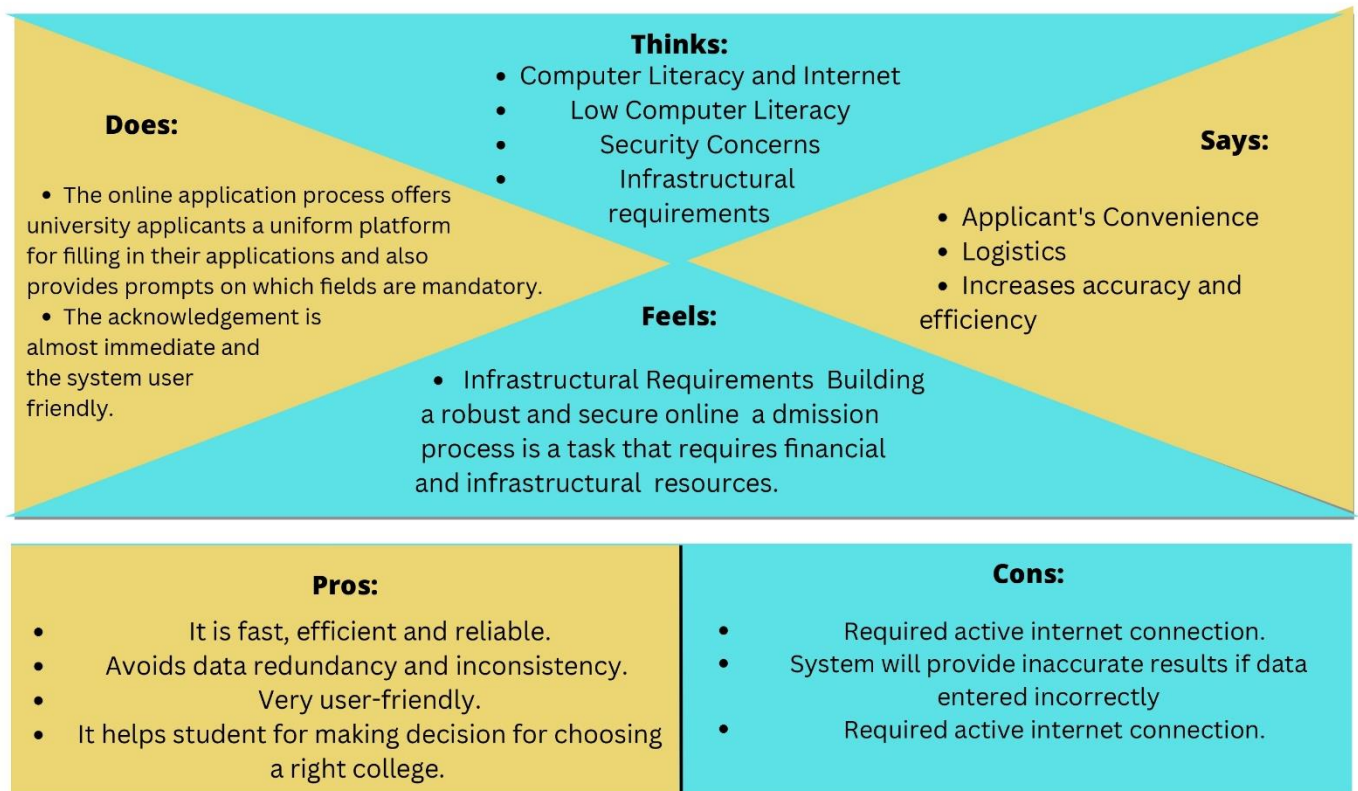 Thinks:
• Computer Literacy and Internet
• Low Computer Literacy
• Security Concerns
• Infrastructural
requirements
Does:
• The online application process offers
university applicants a uniform platform
for filling in their applications and also
provides prompts on which fields are mandatory.
• The acknowledgement is
almost immediate and
the system user
friendly.
Says:
• Applicant's Convenience
• Logistics
• Increases accuracy and
efficiency
Feels:
• Infrastructural Requirements Building
a robust and secure online a dmission
process is a task that requires financial
and infrastructural resources.
Pros:
• It is fast, efficient and reliable.
• Avoids data redundancy and inconsistency.
• Very user-friendly.
• It helps student for making decision for choosing
a right college.
Cons:
• Required active internet connection.
• System will provide inaccurate results if data
entered incorrectly
• Required active internet connection.